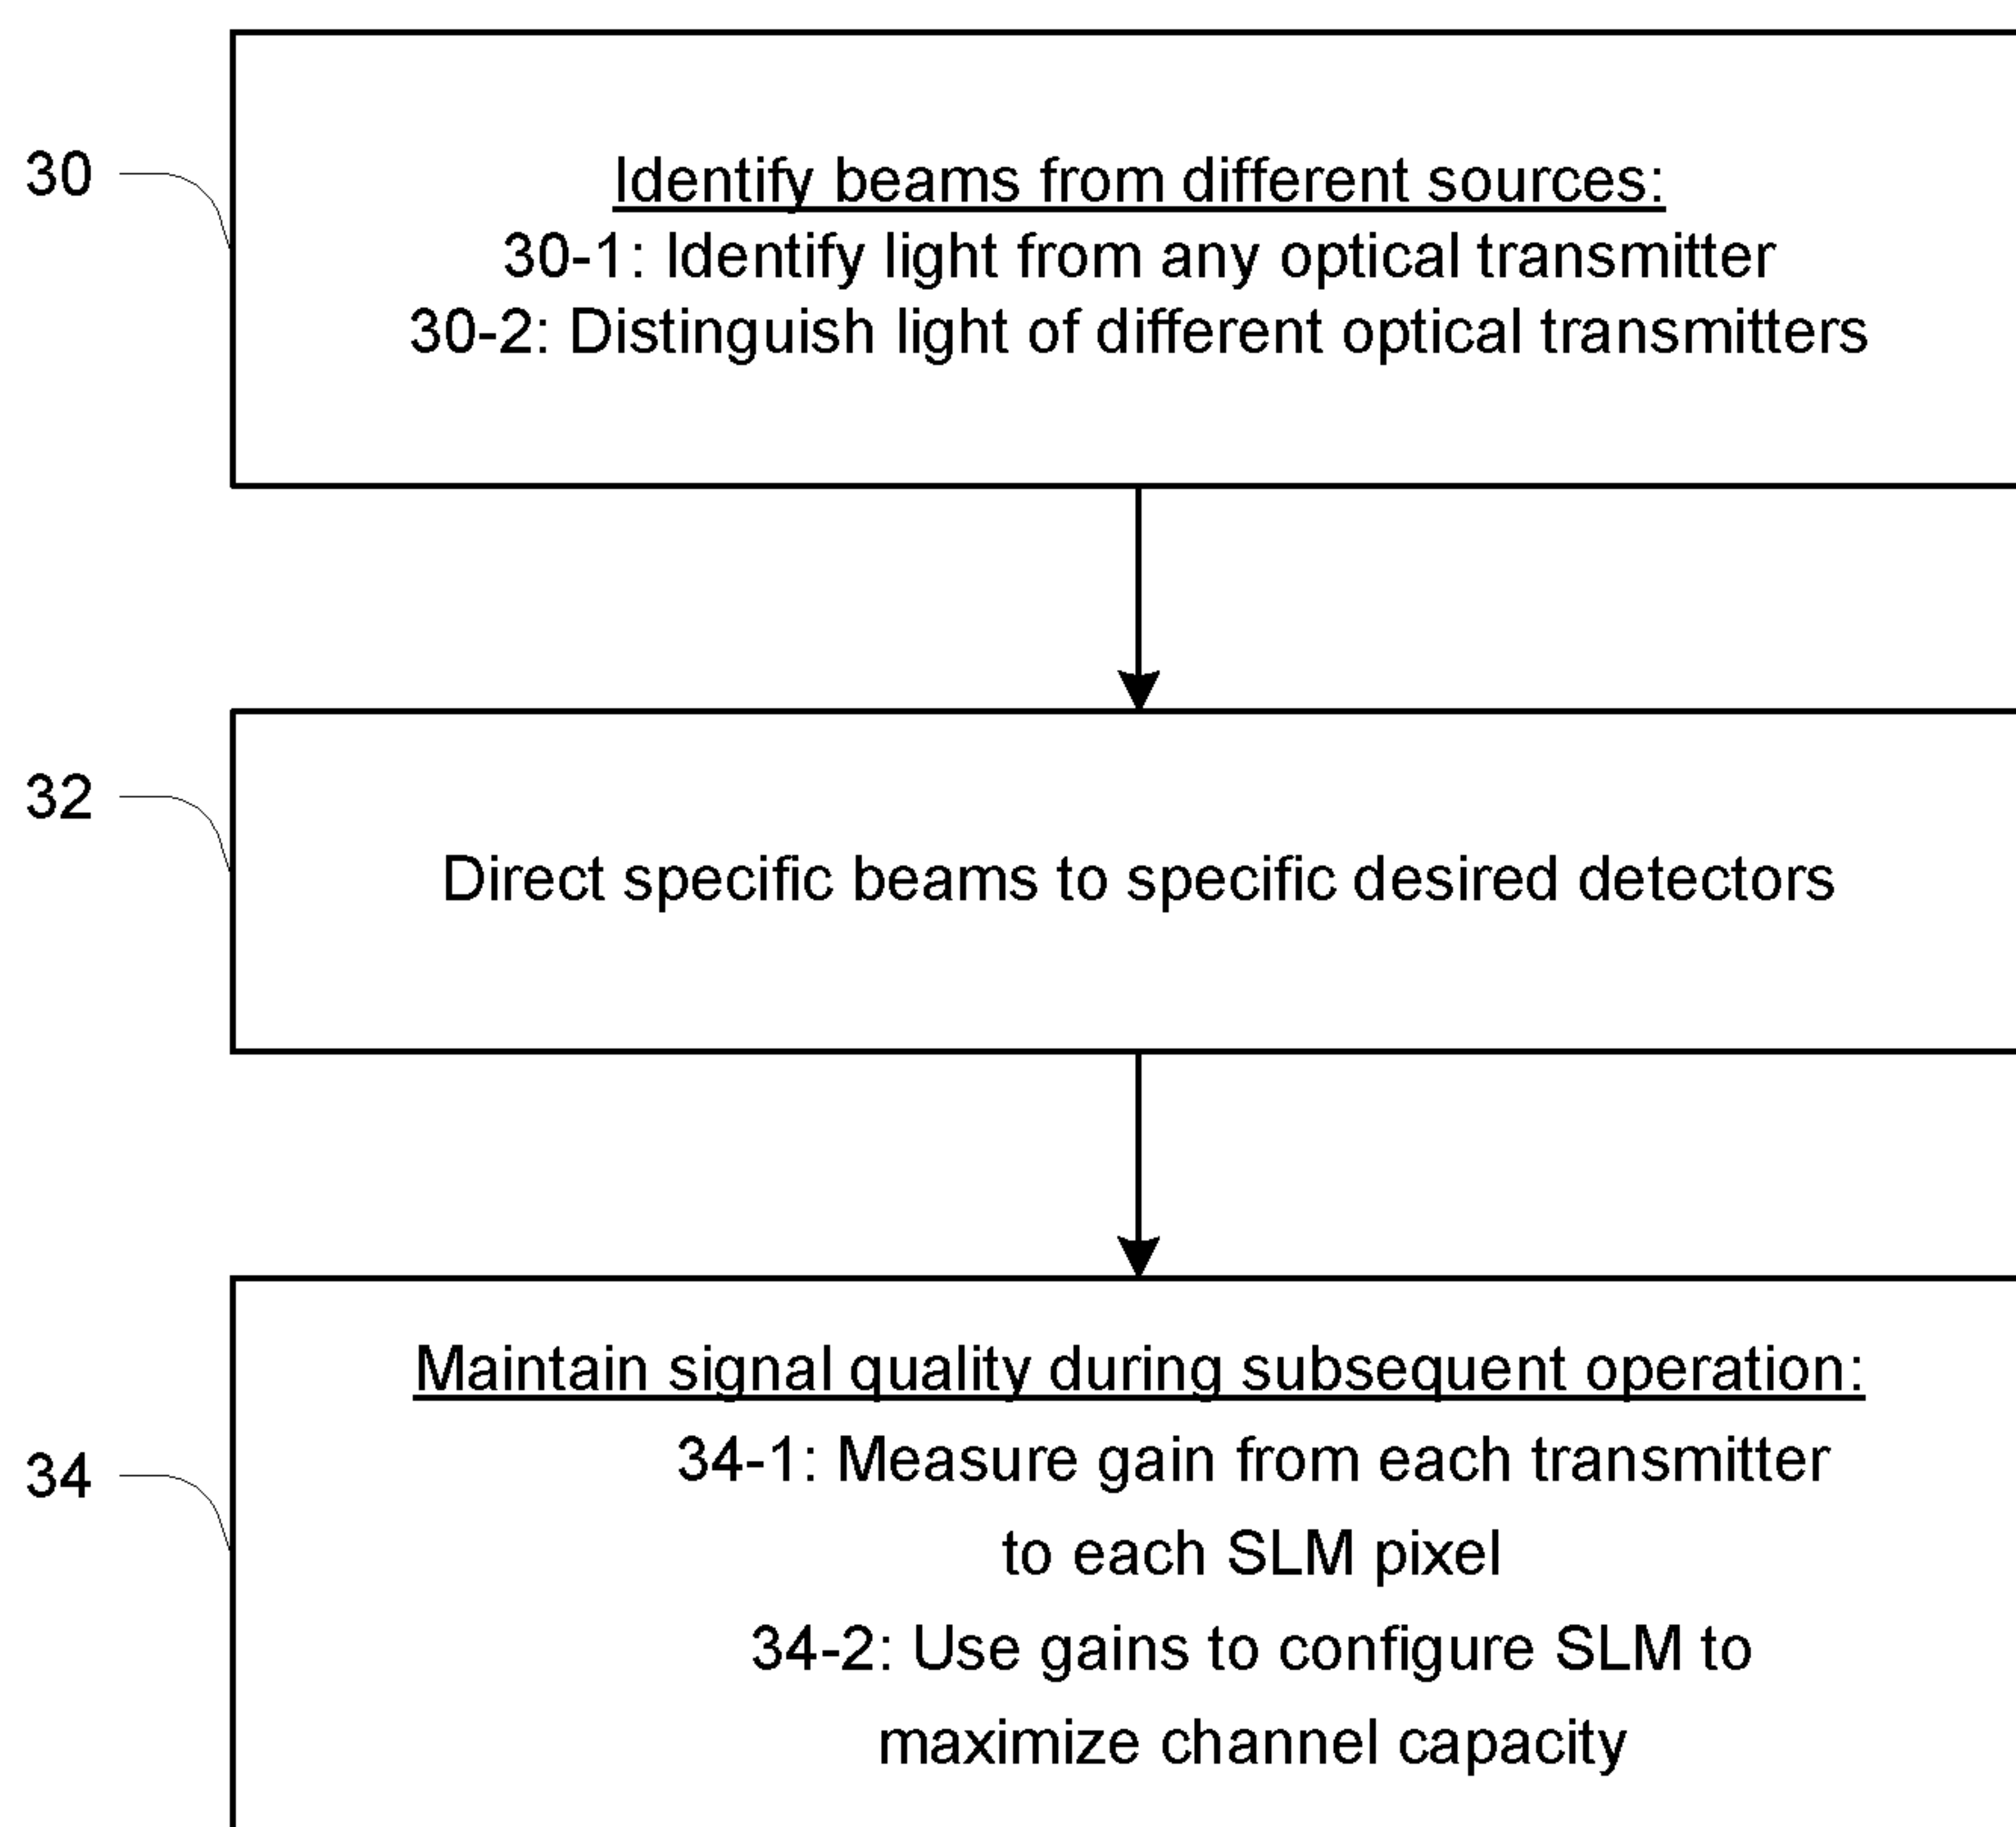 30
Identify beams from different sources:
30-1: Identify light from any optical transmitter
30-2: Distinguish light of different optical transmitters
32
Direct specific beams to specific desired detectors
34
Maintain signal quality during subsequent operation:
34-1: Measure gain from each transmitter
to each SLM pixel
34-2: Use gains to configure SLM to
maximize channel capacity